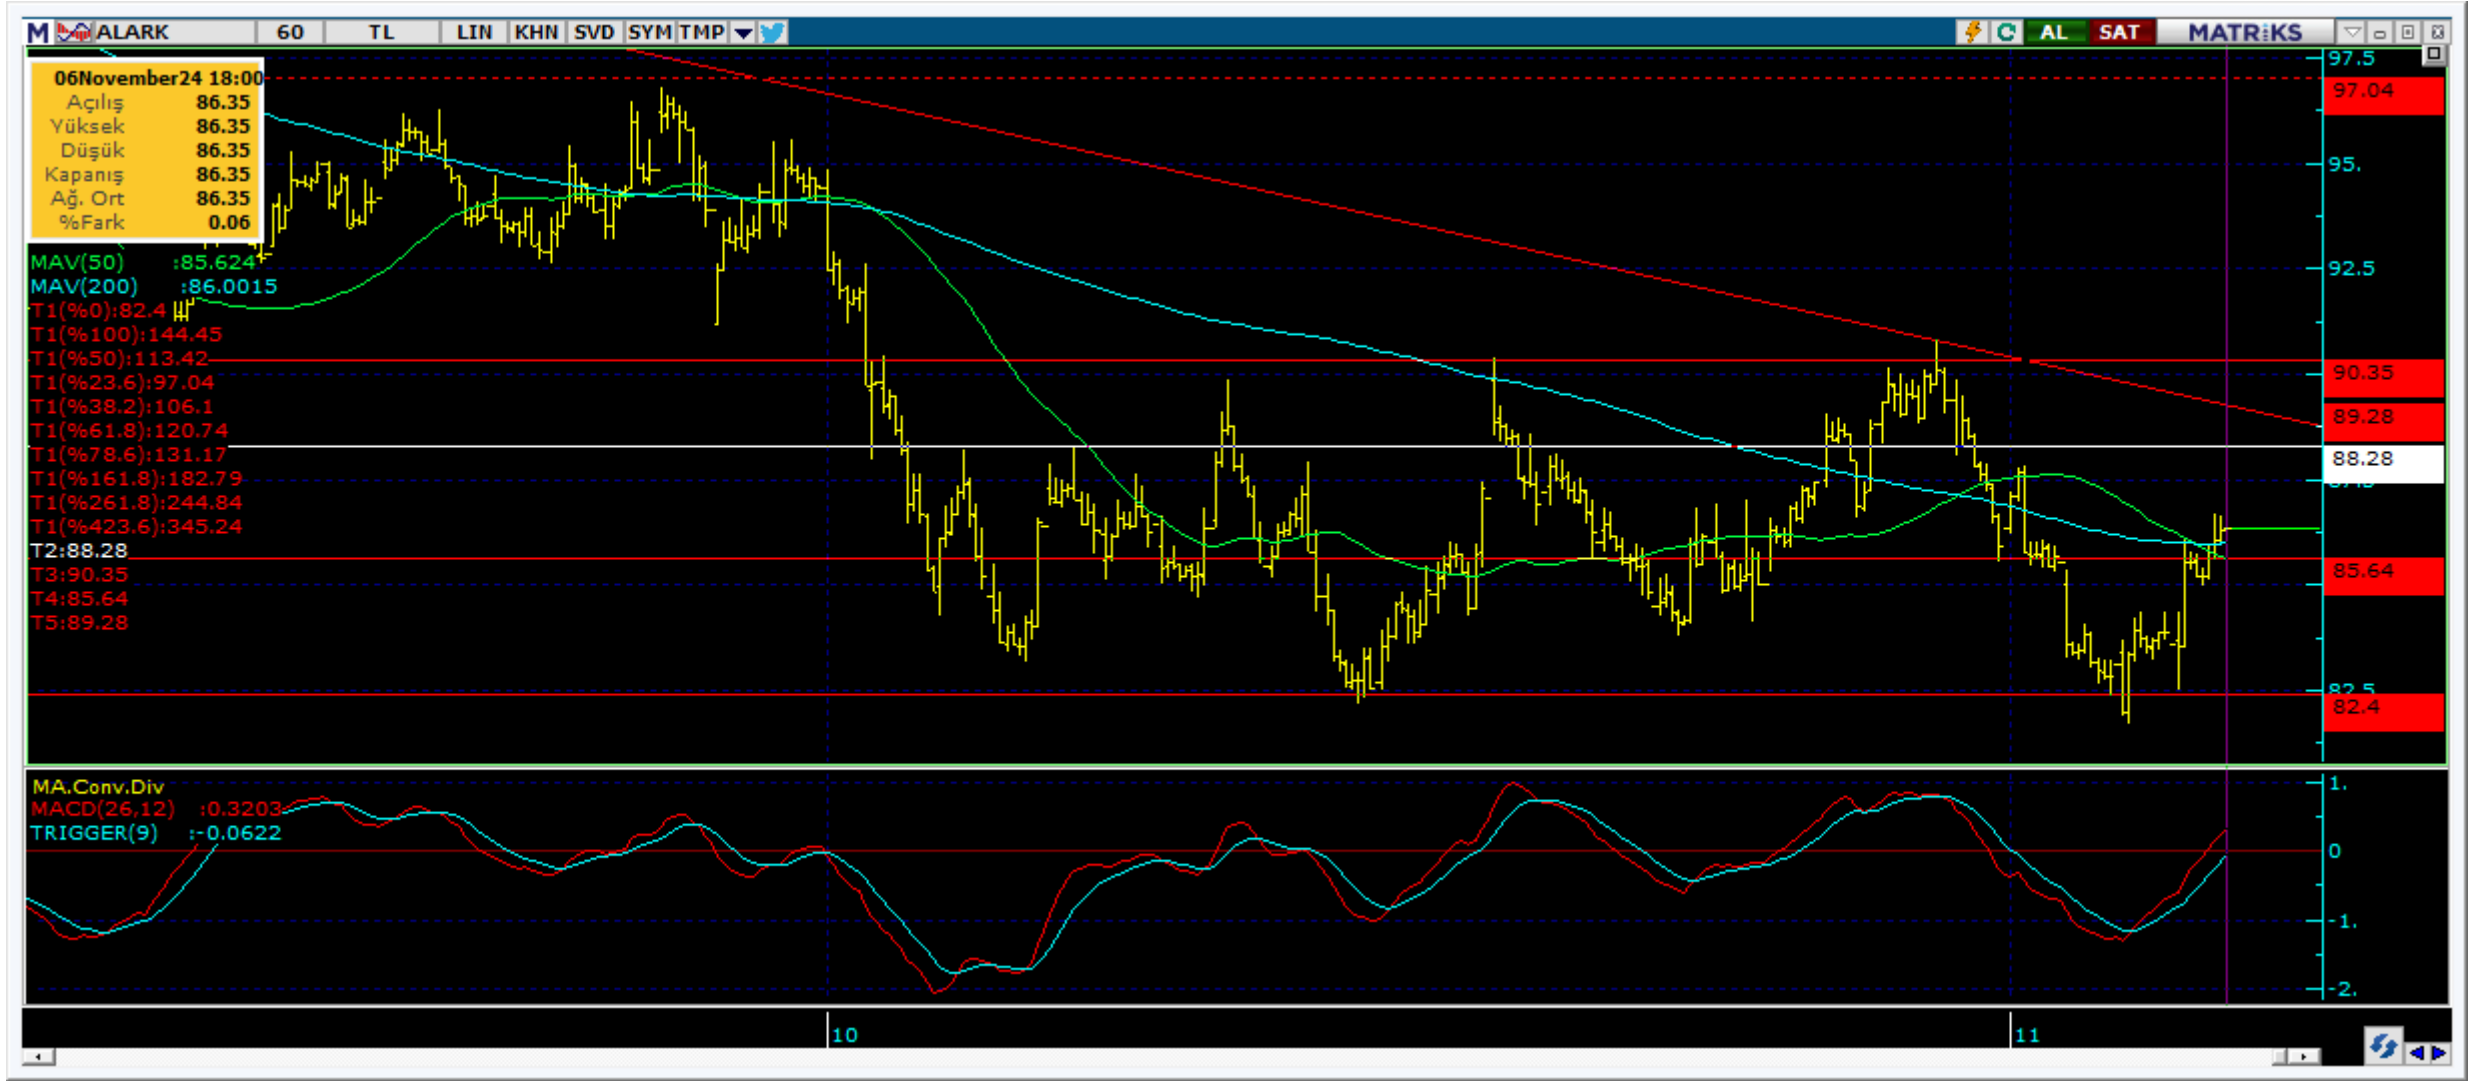 M ALARK 60 TL LIN KHN SVD SYM TMP AL SAT MATRiKS
06November24 18:00
Açılış 86.35
Yüksek 86.35
Düşük 86.35
Kapanış 86.35
Ağ. Ort 86.35
%Fark 0.06
MAV(50) :85.624
MAV(200) :86.0015
T1(%0):82.4
T1(%100):144.45
T1(%50):113.42
T1(%23.6):97.04
T1(%38.2):106.1
T1(%61.8):120.74
T1(%78.6):131.17
T1(%161.8):182.79
T1(%261.8):244.84
T1(%423.6):345.24
T2:88.28
T3:90.35
T4:85.64
T5:89.28
97.5
97.04
95.
92.5
90.35
89.28
88.28
85.64
82.5
82.4
MA.Conv.Div
MACD(26,12) :0.3203
TRIGGER(9) :-0.0622
1.
0
-1.
-2.
10
11